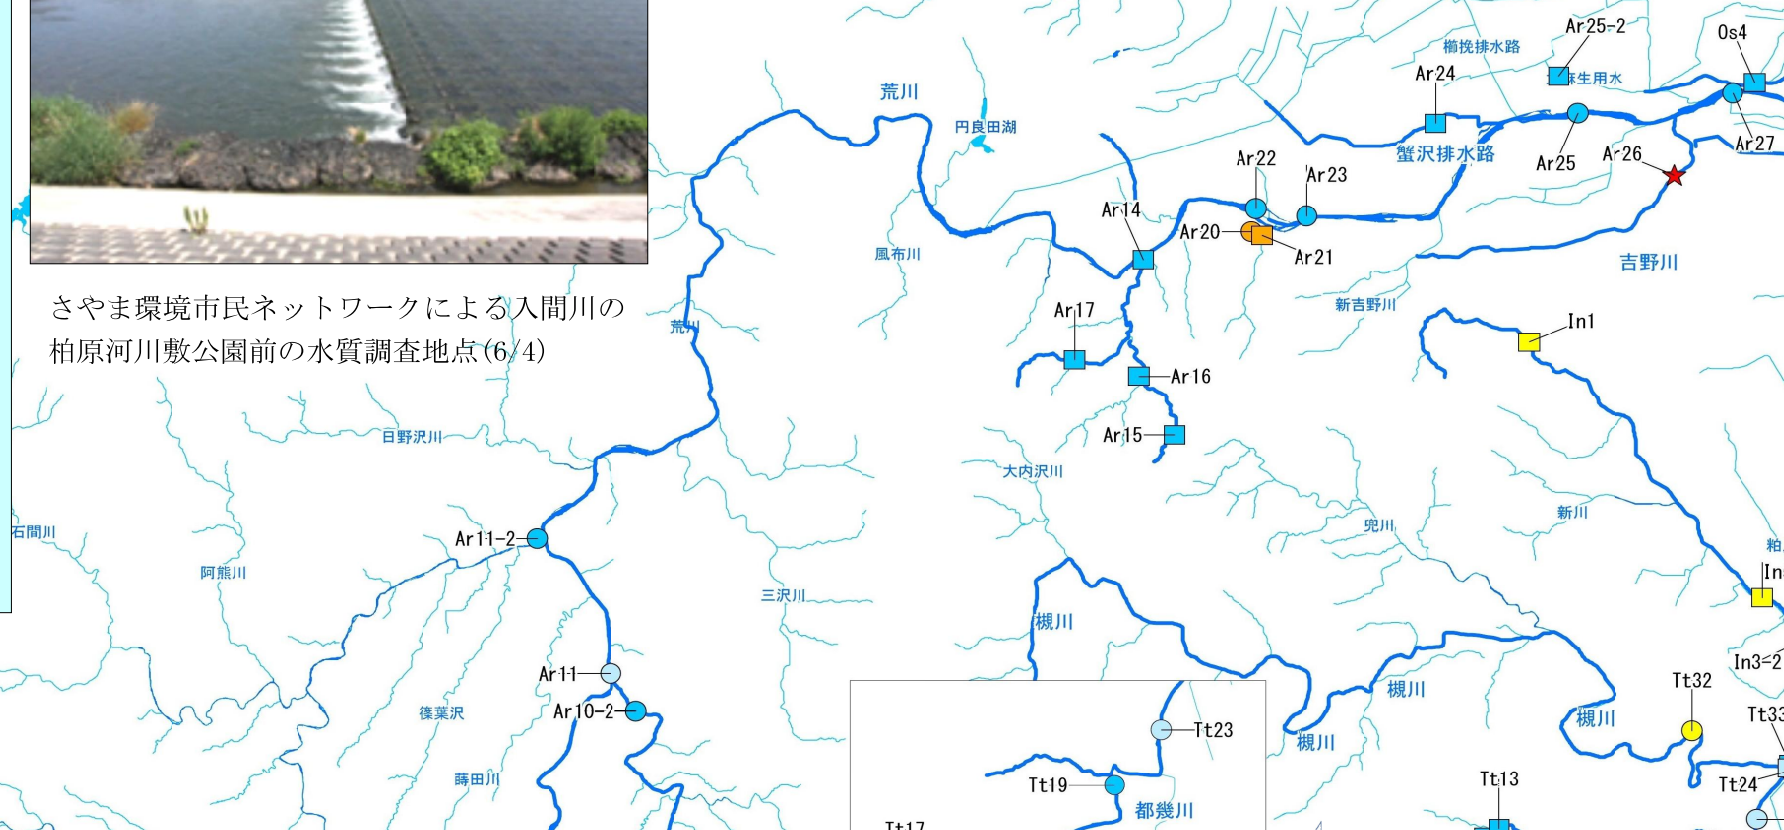 さやま環境市民ネットワークによる入間川の
柏原河川敷公園前の水質調査地点(6/4)
荒川
円良田湖
風布川
荒川
日野沢川
石間川
阿熊川
三沢川
篠葉沢
蒔田川
大内沢川
槻川
兜川
新川
槻川
槻川
槻川
都幾川
櫛挽排水路
麻生用水
蟹沢排水路
吉野川
新吉野川
粕
Ar25-2
Os4
Ar24
Ar27
Ar25
Ar26
Ar22
Ar23
Ar14
Ar20
Ar21
Ar17
Ar16
Ar15
In1
Ar11-2
Ar11
Ar10-2
In3-2
Tt32
Tt33
Tt24
Tt13
Tt23
Tt19
Tt17